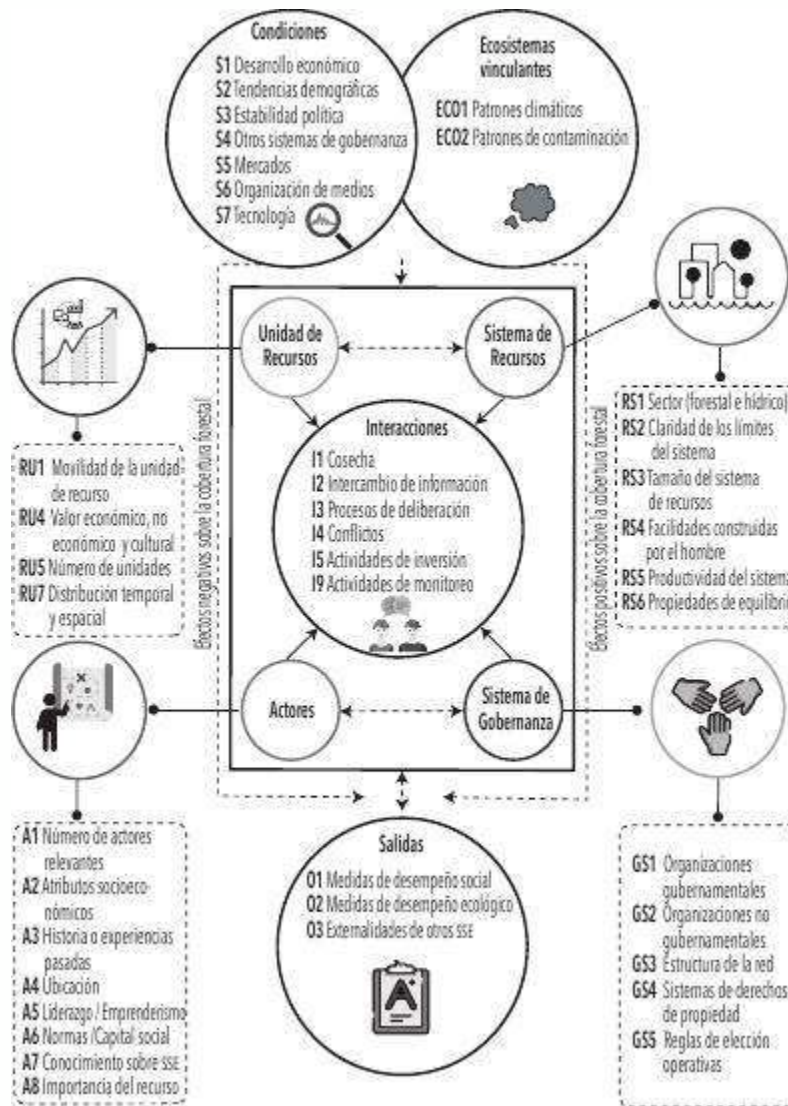 Condiciones
S1 Desarrollo económico
S2 Tendencias demográficas
S3 Estabilidad política
S4 Otros sistemas de gobernanza
S5 Mercados
S6 Organización de medios
S7 Tecnología
Ecosistemas
vinculantes
ECO1 Patrones climáticos
ECO2 Patrones de contaminación
Unidad de
Recursos
Sistema de
Recursos
Efectos negativos sobre la cobertura forestal
Efectos positivos sobre la cobertura forestal
Interacciones
I1 Cosecha
I2 Intercambio de información
I3 Procesos de deliberación
I4 Conflictos
I5 Actividades de inversión
I9 Actividades de monitoreo
Actores
Sistema de
Gobernanza
RU1 Movilidad de la unidad
de recurso
RU4 Valor económico, no
económico y cultural
RU5 Número de unidades
RU7 Distribución temporal
y espacial
RS1 Sector (forestal e hídrico)
RS2 Claridad de los límites
del sistema
RS3 Tamaño del sistema
de recursos
RS4 Facilidades construidas
por el hombre
RS5 Productividad del sistema
RS6 Propiedades de equilibrio
A1 Número de actores
relevantes
A2 Atributos socioeco-
nómicos
A3 Historia o experiencias
pasadas
A4 Ubicación
A5 Liderazgo / Emprenderismo
A6 Normas /Capital social
A7 Conocimiento sobre SSE
A8 Importancia del recurso
Salidas
O1 Medidas de desempeño social
O2 Medidas de desempeño ecológico
O3 Externalidades de otros SSE
A+
GS1 Organizaciones
gubernamentales
GS2 Organizaciones no
gubernamentales
GS3 Estructura de la red
GS4 Sistemas de derechos
de propiedad
GS5 Reglas de elección
operativas